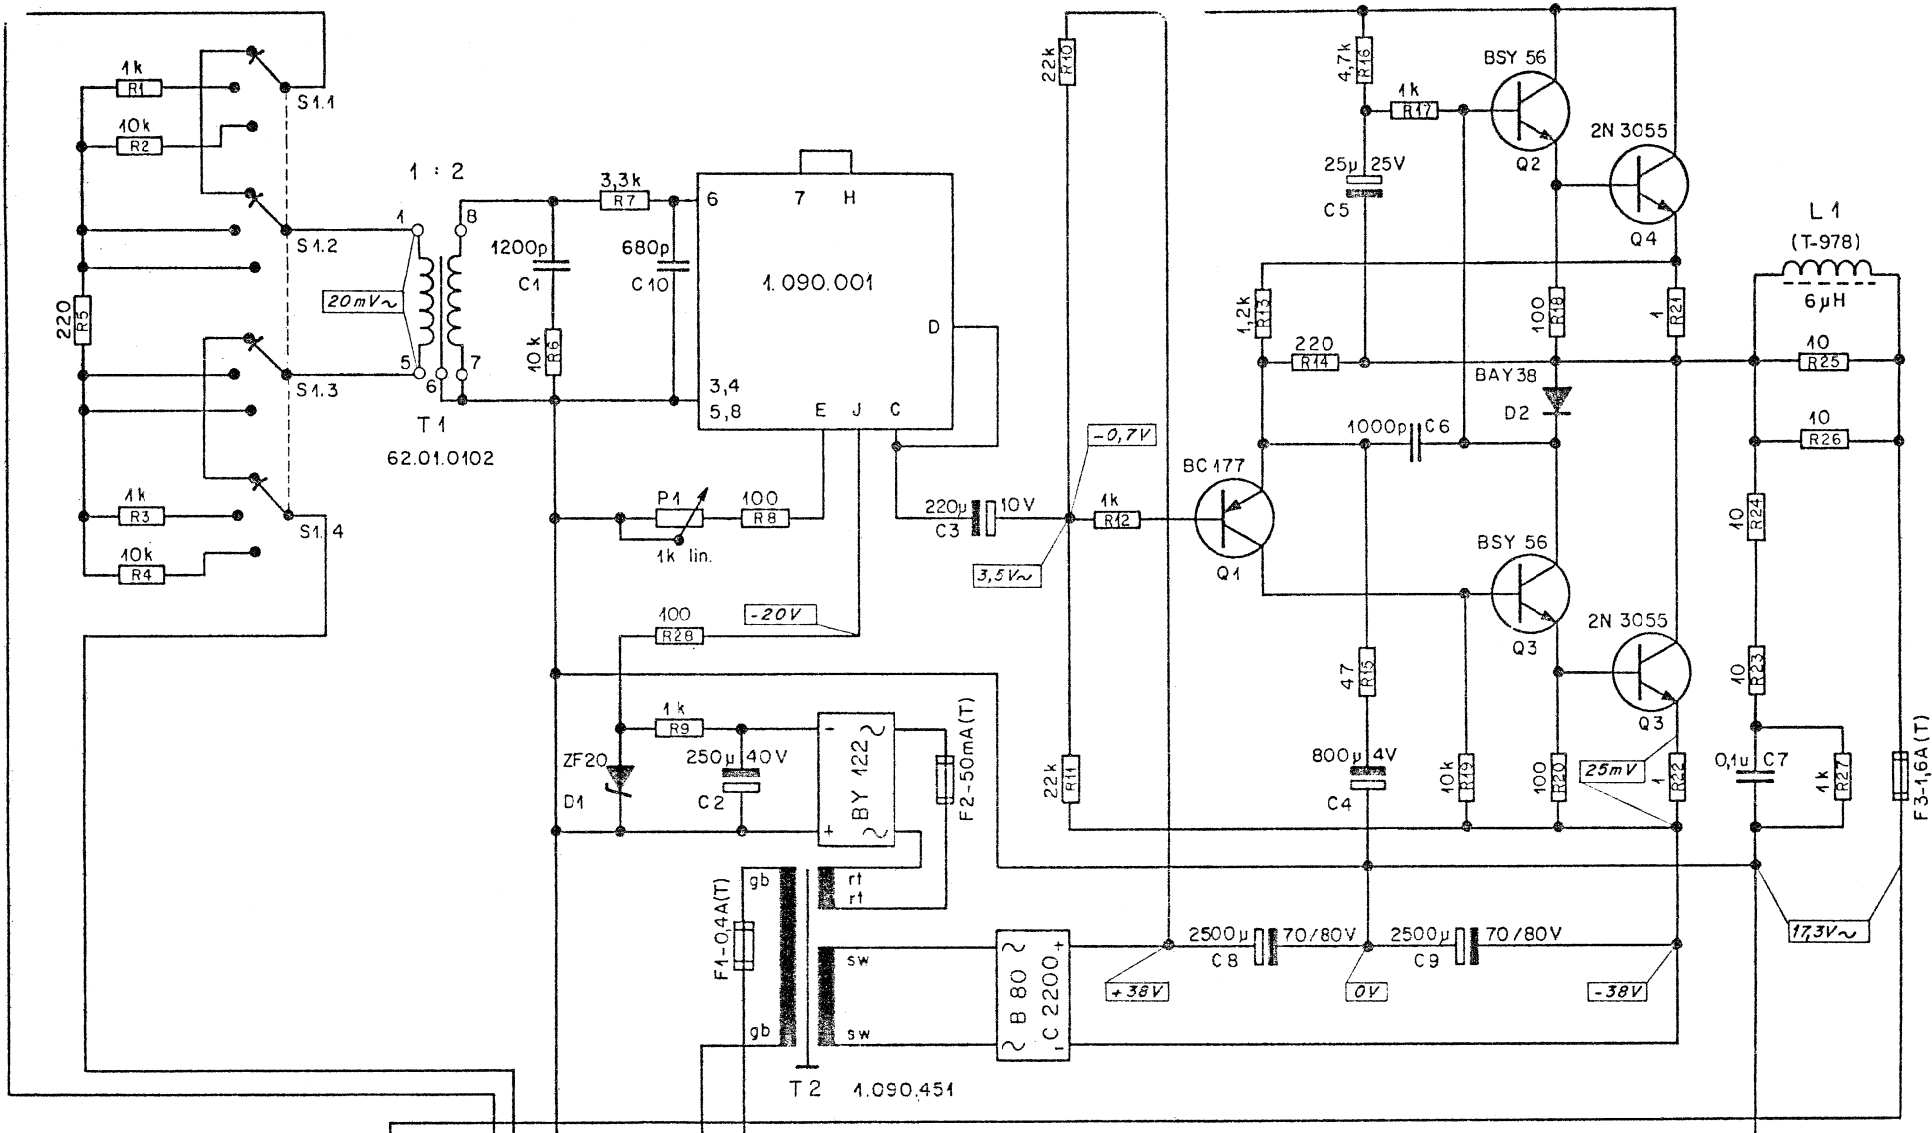 1k
R1
S1.1
10k
R2
220
R5
S1.2
S1.3
1k
R3
S1.4
10k
R4
1 : 2
1
8
20mV~
5
6
7
T1
62.01.0102
1200p
C1
10k
R6
3,3k
R7
680p
C10
6
7
H
1.090.001
D
3,4
5,8
E
J
C
P1
1k lin.
100
R8
220µ
10V
C3
100
R28
-20V
1k
R9
ZF20
D1
250µ 40V
C2
-
+
BY 122
F2-50mA(T)
F1-0,4A(T)
gb
gb
rt
rt
sw
sw
T2
1.090.451
B 80
C 2200
+
-
22k
R10
-0,7V
1k
R12
3,5V~
22k
R11
4,7k
R16
1k
R17
25µ 25V
C5
BSY 56
Q2
2N 3055
Q4
1,2k
R13
220
R14
100
R18
1
R21
BAY38
D2
1000p
C6
BC 177
Q1
BSY 56
Q3
2N 3055
Q3
47
R15
800µ 4V
C4
10k
R19
100
R20
25mV
1
R22
L1
(T-978)
6µH
10
R25
10
R26
10
R24
10
R23
0,1u
C7
1k
R27
F3-1,6A(T)
17,3V~
2500µ
70/80V
C8
2500µ
70/80V
C9
+38V
0V
-38V